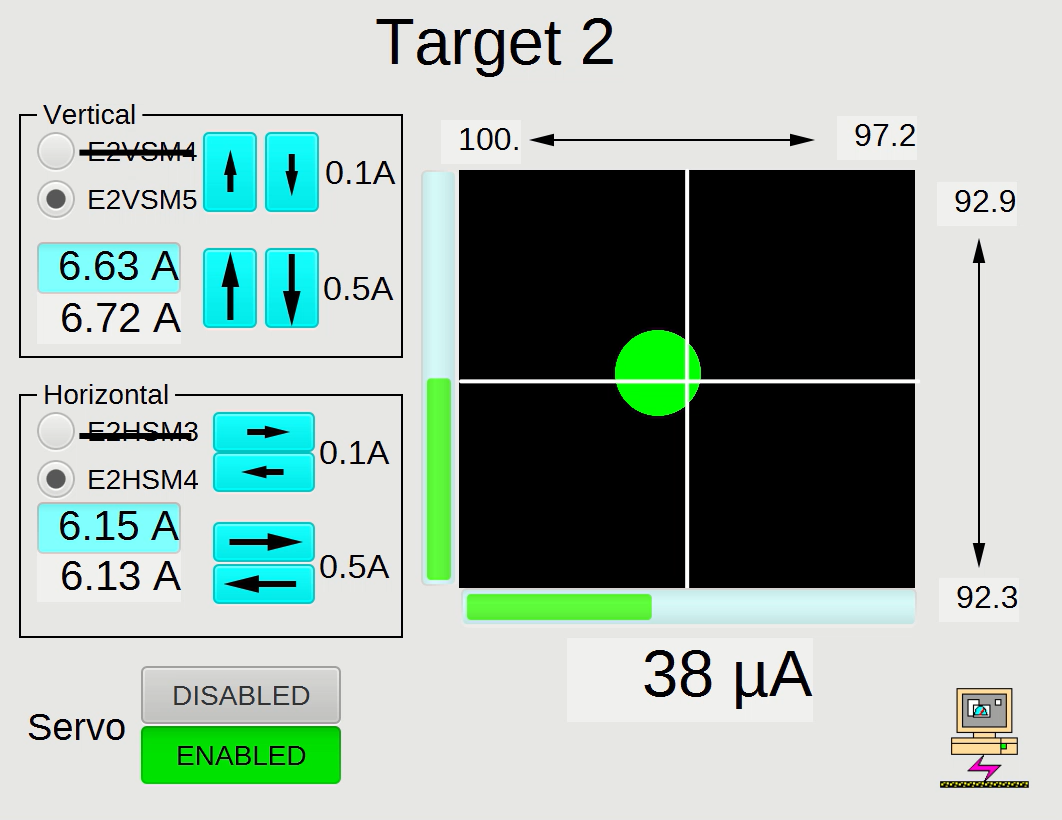 Target 2
Vertical
E2VSM4
E2VSM5
0.1A
6.63 A
6.72 A
0.5A
Horizontal
E2HSM3
E2HSM4
0.1A
6.15 A
6.13 A
0.5A
Servo
DISABLED
ENABLED
100.
97.2
92.9
92.3
38 µA